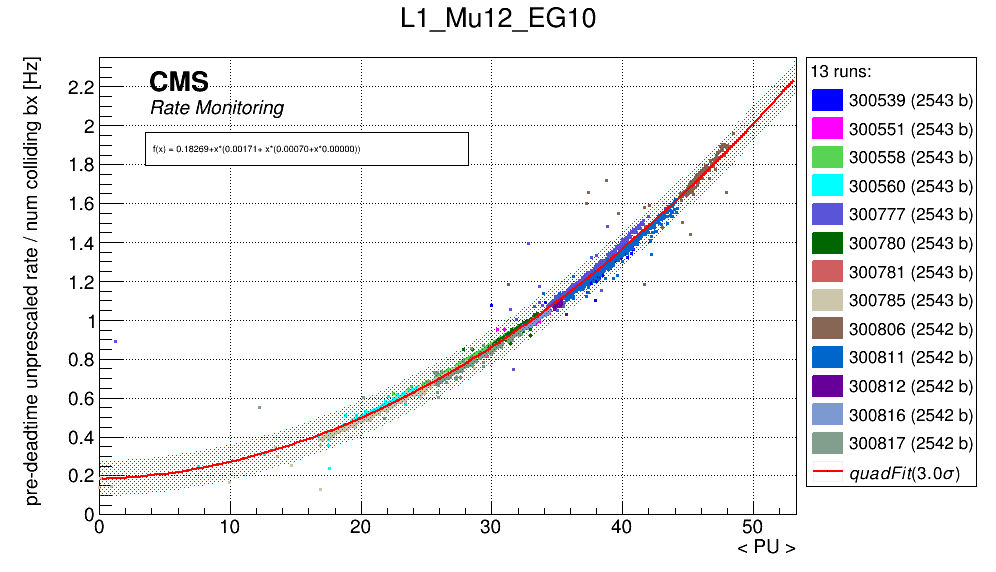 L1_Mu12_EG10
pre-deadtime unprescaled rate / num colliding bx [Hz]
CMS
Rate Monitoring
f(x) = 0.18269+x*(0.00171+ x*(0.00070+x*0.00000))
2.2
2
1.8
1.6
1.4
1.2
1
0.8
0.6
0.4
0.2
0
0 10 20 30 40 50
< PU >
13 runs:
300539 (2543 b)
300551 (2543 b)
300558 (2543 b)
300560 (2543 b)
300777 (2543 b)
300780 (2543 b)
300781 (2543 b)
300785 (2543 b)
300806 (2542 b)
300811 (2542 b)
300812 (2542 b)
300816 (2542 b)
300817 (2542 b)
quadFit(3.0σ)